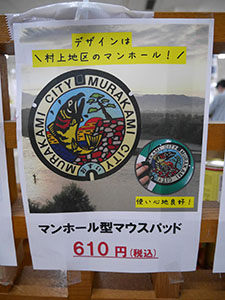 デザインは
＼村上地区のマンホール！／
MURAKAMI CITY MURAKAMI CITY
使い心地良好！
マンホール型マウスパッド
610円(税込)